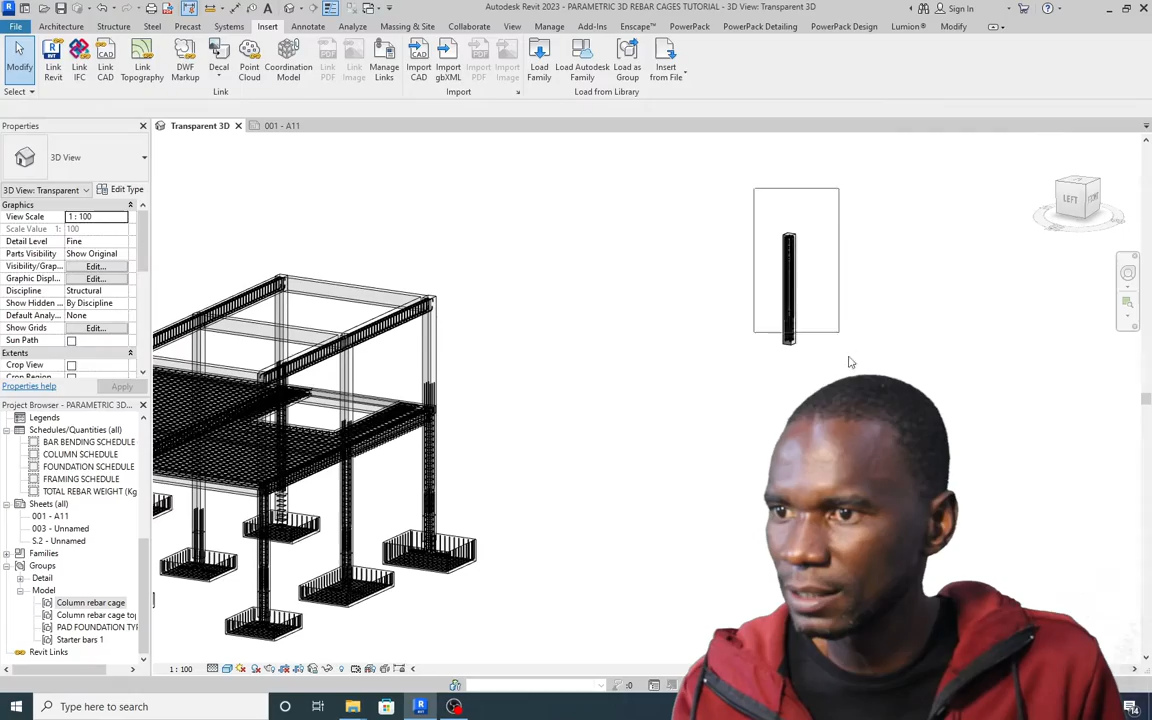 Autodesk Revit 2023 - PARAMETRIC 3D REBAR CAGES TUTORIAL - 3D View: Transparent 3D
Sign In
File Architecture Structure Steel Precast Systems Insert Annotate Analyze Massing & Site Collaborate View Manage Add-Ins Enscape™ PowerPack PowerPack Detailing PowerPack Design Lumion® Modify
Modify
Link Revit
Link IFC
Link CAD
Link Topography
DWF Markup
Decal
Point Cloud
Coordination Model
Link PDF
Link Image
Manage Links
Import CAD
Import gbXML
Import PDF
Import Image
Load Family
Load Autodesk Family
Load as Group
Insert from File
Select
Link
Import
Load from Library
Properties
Transparent 3D
001 - A11
3D View
3D View: Transparent
Edit Type
Graphics
View Scale 1 : 100
Scale Value 1: 100
Detail Level Fine
Parts Visibility Show Original
Visibility/Grap... Edit...
Graphic Displ... Edit...
Discipline Structural
Show Hidden ... By Discipline
Default Analy... None
Show Grids Edit...
Sun Path
Extents
Crop View
Properties help
Apply
LEFT
FRONT
Project Browser - PARAMETRIC 3D...
Legends
Schedules/Quantities (all)
BAR BENDING SCHEDULE
COLUMN SCHEDULE
FOUNDATION SCHEDULE
FRAMING SCHEDULE
TOTAL REBAR WEIGHT (Kg
Sheets (all)
001 - A11
003 - Unnamed
S.2 - Unnamed
Families
Groups
Detail
Model
Column rebar cage
Column rebar cage top
PAD FOUNDATION TYP
Starter bars 1
Revit Links
1 : 100
:0
Type here to search
14